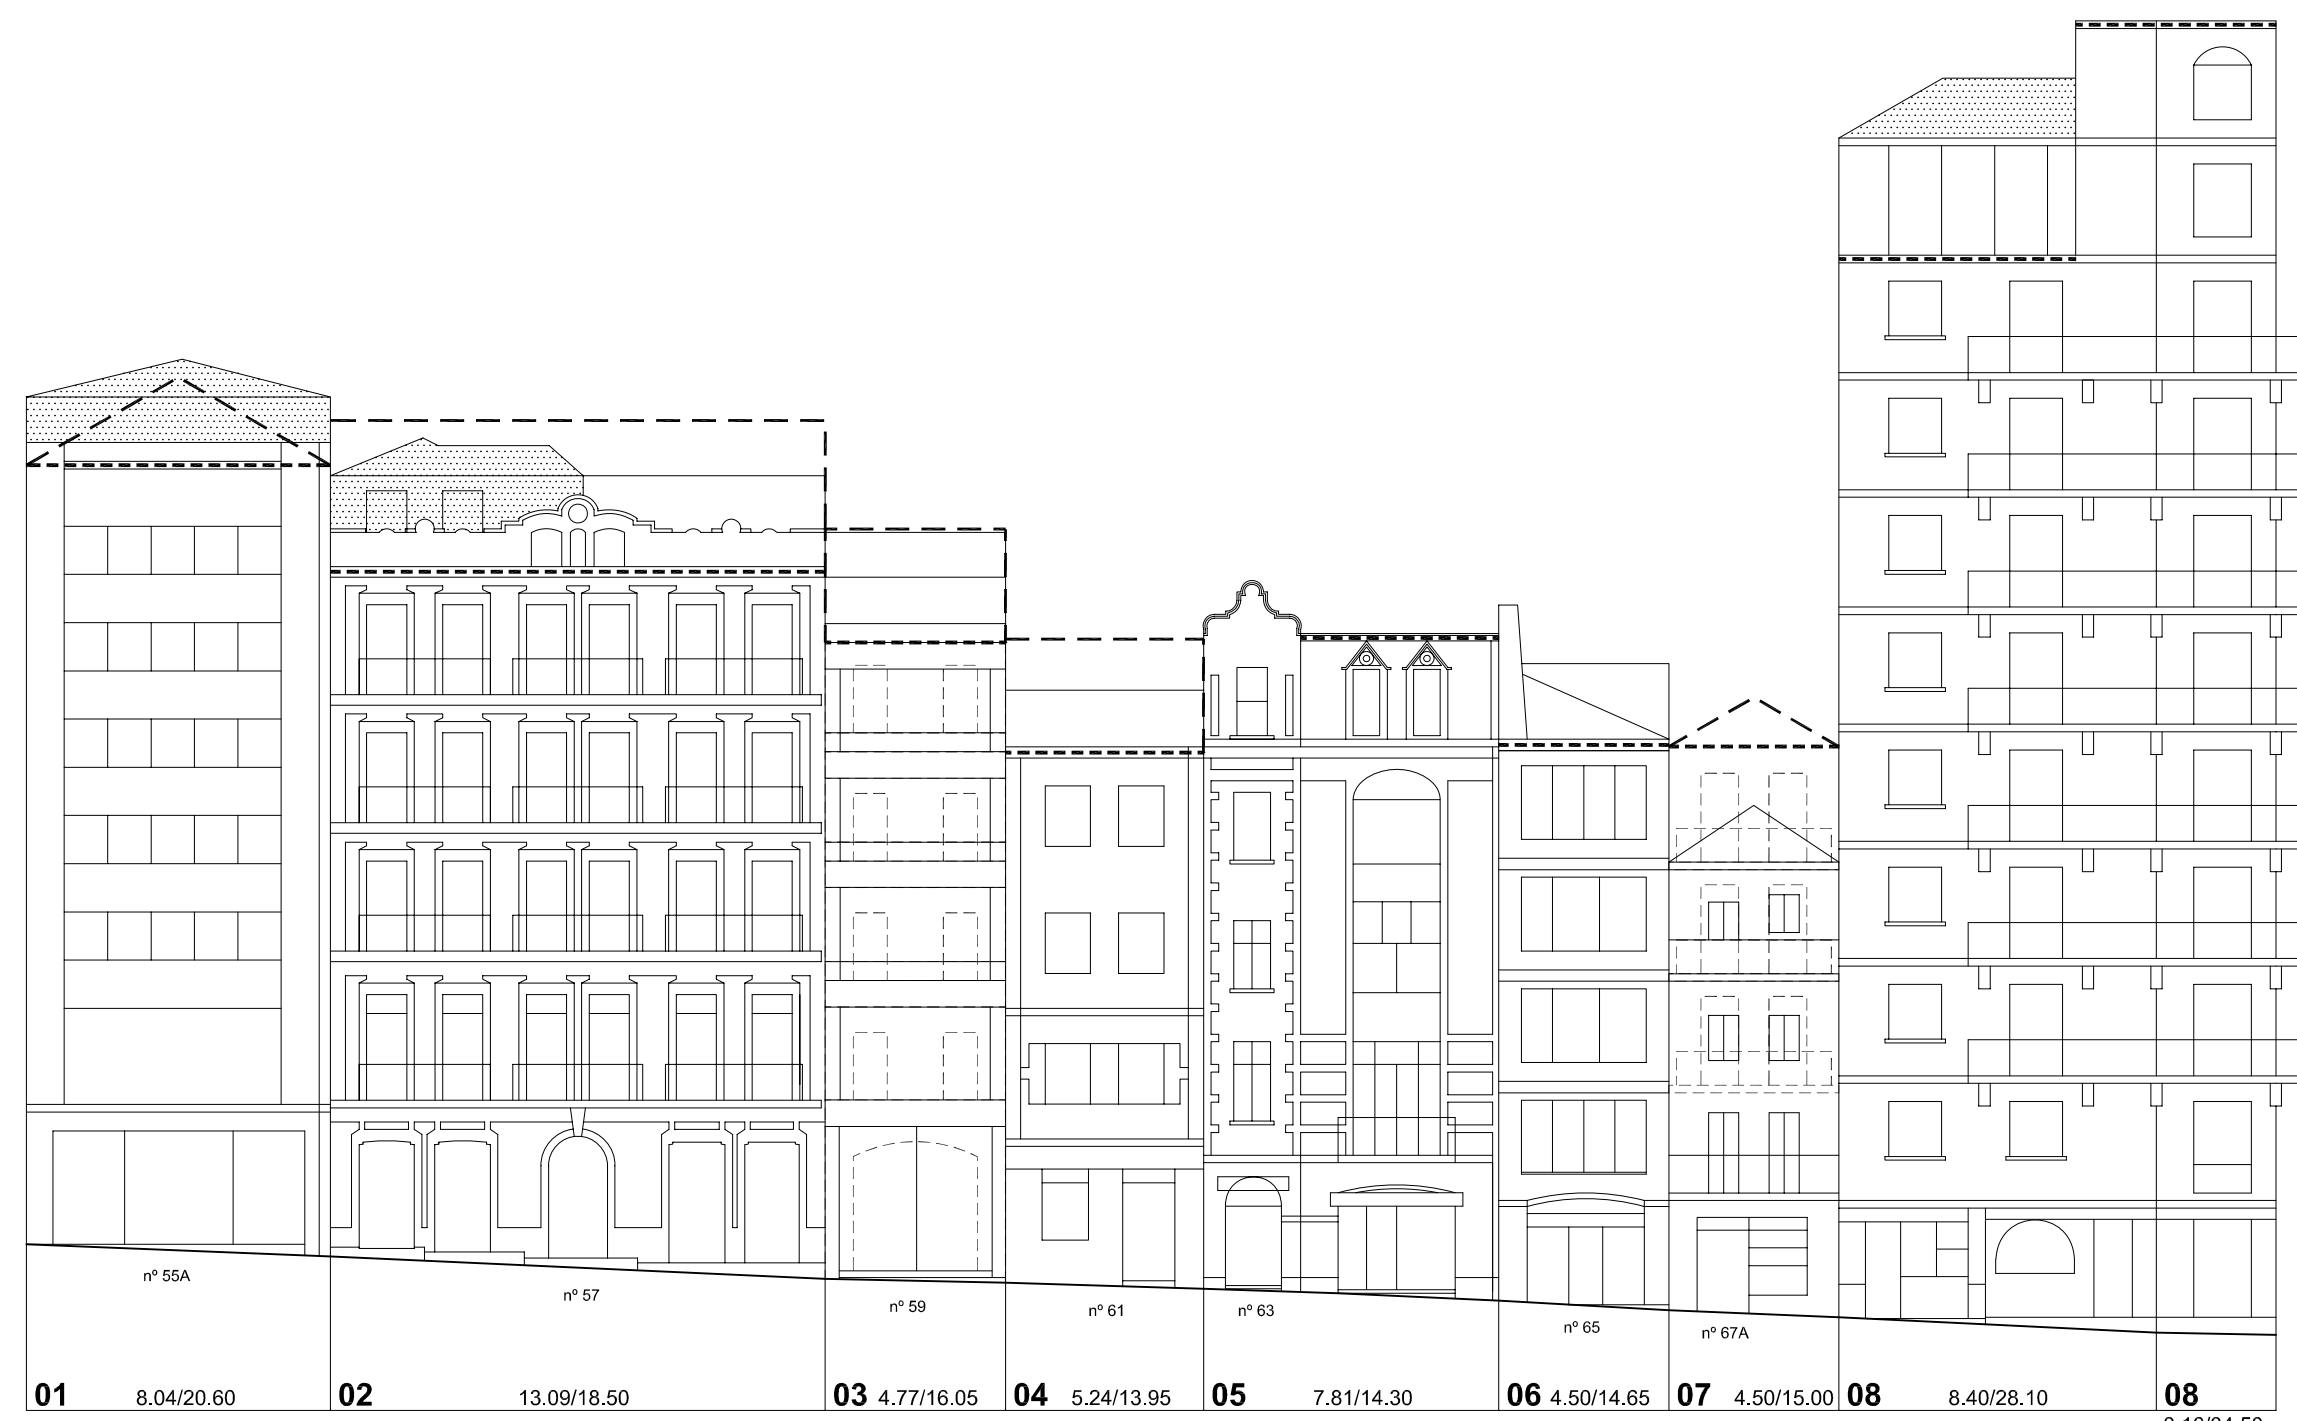 nº 55A
nº 57
nº 59
nº 61
nº 63
nº 65
nº 67A
01 8.04/20.60
02 13.09/18.50
03 4.77/16.05
04 5.24/13.95
05 7.81/14.30
06 4.50/14.65
07 4.50/15.00
08 8.40/28.10
08